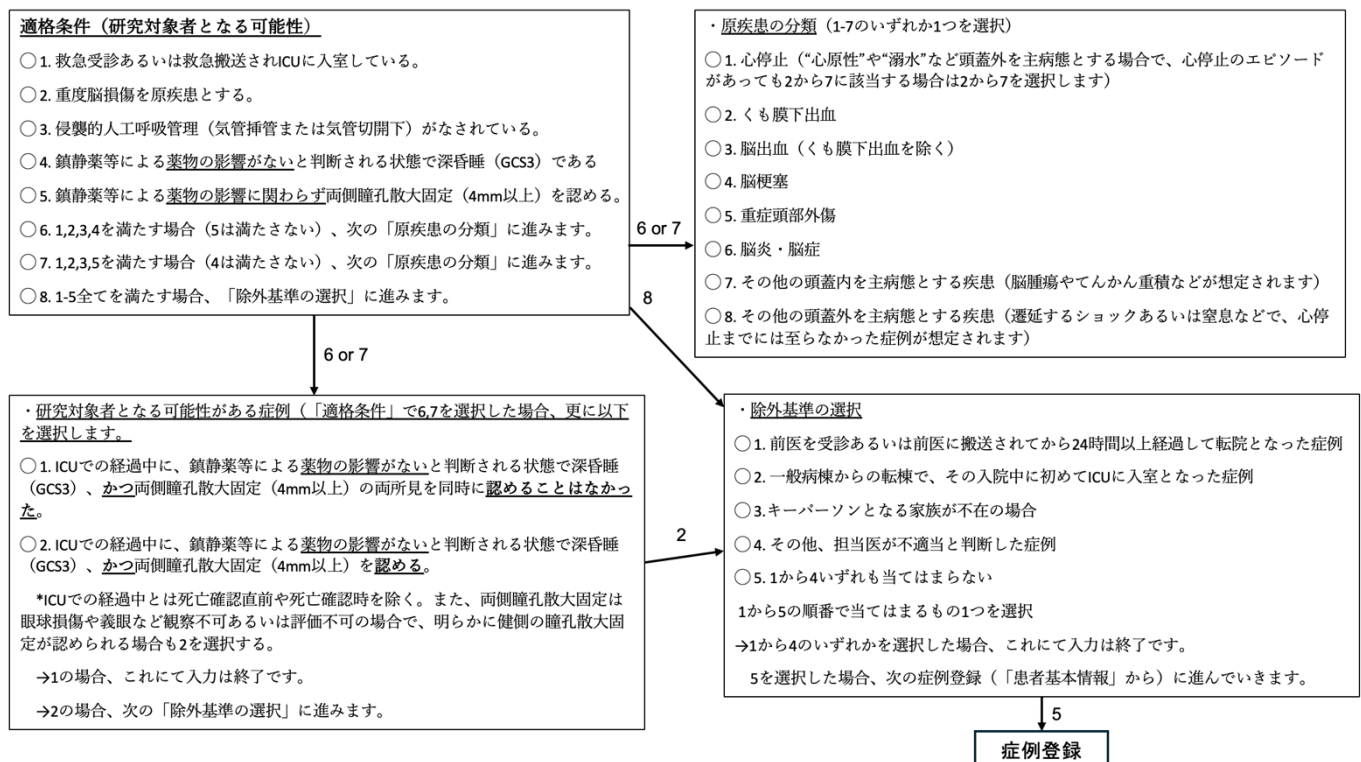 適格条件（研究対象者となる可能性）
○1. 救急受診あるいは救急搬送されICUに入室している。
○2. 重度脳損傷を原疾患とする。
○3. 侵襲的人工呼吸管理（気管挿管または気管切開下）がなされている。
○4. 鎮静薬等による薬物の影響がないと判断される状態で深昏睡（GCS3）である
○5. 鎮静薬等による薬物の影響に関わらず両側瞳孔散大固定（4mm以上）を認める。
○6. 1,2,3,4を満たす場合（5は満たさない）、次の「原疾患の分類」に進みます。
○7. 1,2,3,5を満たす場合（4は満たさない）、次の「原疾患の分類」に進みます。
○8. 1-5全てを満たす場合、「除外基準の選択」に進みます。
6 or 7
・原疾患の分類（1-7のいずれか1つを選択）
○1. 心停止（“心原性”や“溺水”など頭蓋外を主病態とする場合で、心停止のエピソード
があっても2から7に該当する場合は2から7を選択します）
○2. くも膜下出血
○3. 脳出血（くも膜下出血を除く）
○4. 脳梗塞
○5. 重症頭部外傷
○6. 脳炎・脳症
○7. その他の頭蓋内を主病態とする疾患（脳腫瘍やてんかん重積などが想定されます）
○8. その他の頭蓋外を主病態とする疾患（遷延するショックあるいは窒息などで、心停
止までには至らなかった症例が想定されます）
8
6 or 7
・研究対象者となる可能性がある症例（「適格条件」で6,7を選択した場合、更に以下
を選択します。
○1. ICUでの経過中に、鎮静薬等による薬物の影響がないと判断される状態で深昏睡
（GCS3）、かつ両側瞳孔散大固定（4mm以上）の両所見を同時に認めることはなかっ
た。
○2. ICUでの経過中に、鎮静薬等による薬物の影響がないと判断される状態で深昏睡
（GCS3）、かつ両側瞳孔散大固定（4mm以上）を認める。
*ICUでの経過中とは死亡確認直前や死亡確認時を除く。また、両側瞳孔散大固定は
眼球損傷や義眼など観察不可あるいは評価不可の場合で、明らかに健側の瞳孔散大固
定が認められる場合も2を選択する。
→1の場合、これにて入力は終了です。
→2の場合、次の「除外基準の選択」に進みます。
2
・除外基準の選択
○1. 前医を受診あるいは前医に搬送されてから24時間以上経過して転院となった症例
○2. 一般病棟からの転棟で、その入院中に初めてICUに入室となった症例
○3.キーパーソンとなる家族が不在の場合
○4. その他、担当医が不適当と判断した症例
○5. 1から4いずれも当てはまらない
1から5の順番で当てはまるもの1つを選択
→1から4のいずれかを選択した場合、これにて入力は終了です。
5を選択した場合、次の症例登録（「患者基本情報」から）に進んでいきます。
5
症例登録